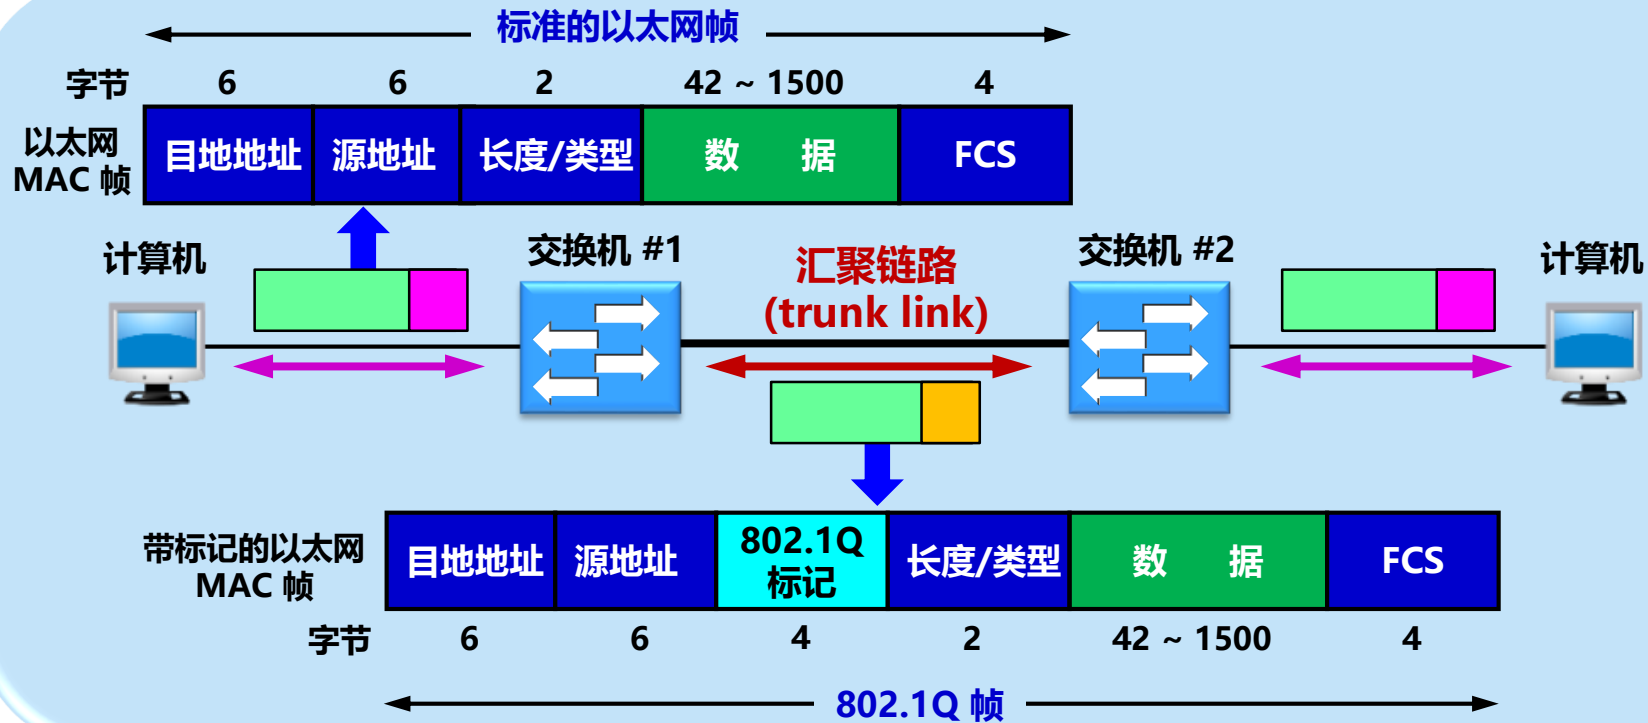 标准的以太网帧
字节 6 6 2 42 ~ 1500 4
以太网
MAC 帧
目地地址 源地址 长度/类型 数 据 FCS
计算机
交换机 #1
汇聚链路
(trunk link)
交换机 #2
计算机
带标记的以太网
MAC 帧
目地地址 源地址 802.1Q
标记
长度/类型 数 据 FCS
字节 6 6 4 2 42 ~ 1500 4
802.1Q 帧